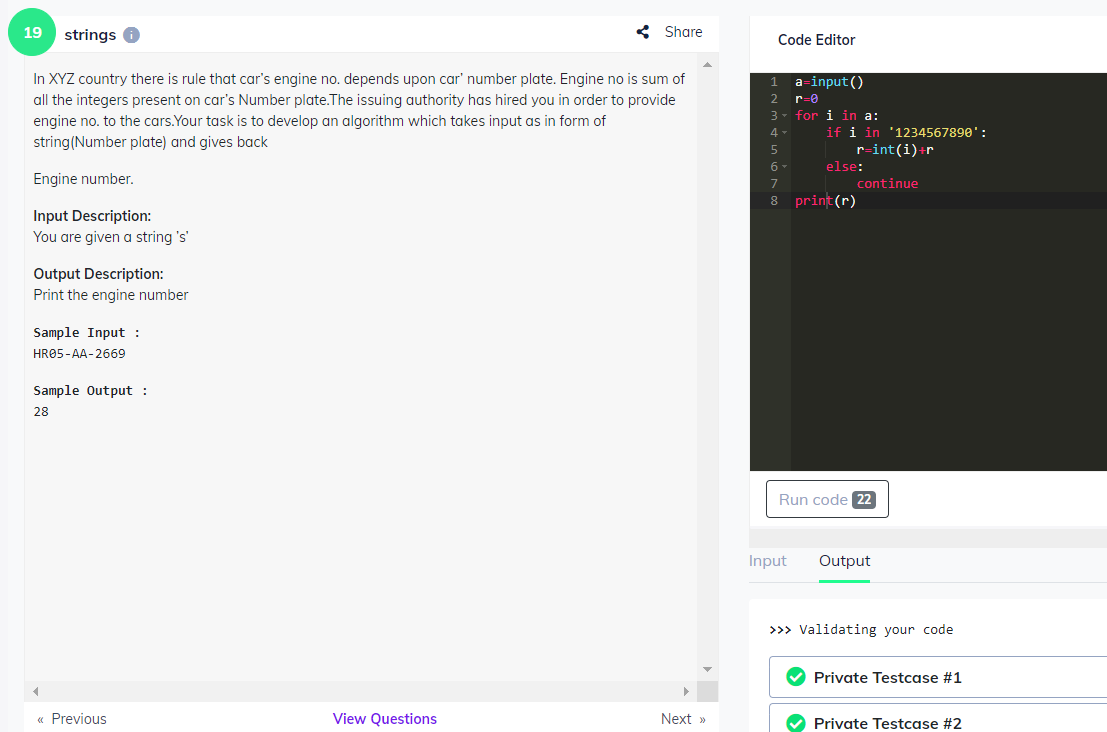 19 strings i Share
In XYZ country there is rule that car's engine no. depends upon car' number plate. Engine no is sum of
all the integers present on car's Number plate.The issuing authority has hired you in order to provide
engine no. to the cars.Your task is to develop an algorithm which takes input as in form of
string(Number plate) and gives back
Engine number.
Input Description:
You are given a string 's'
Output Description:
Print the engine number
Sample Input :
HR05-AA-2669
Sample Output :
28
« Previous View Questions Next »
Code Editor
1 a=input()
2 r=0
3 for i in a:
4 if i in '1234567890':
5 r=int(i)+r
6 else:
7 continue
8 print(r)
Run code 22
Input Output
>>> Validating your code
Private Testcase #1
Private Testcase #2